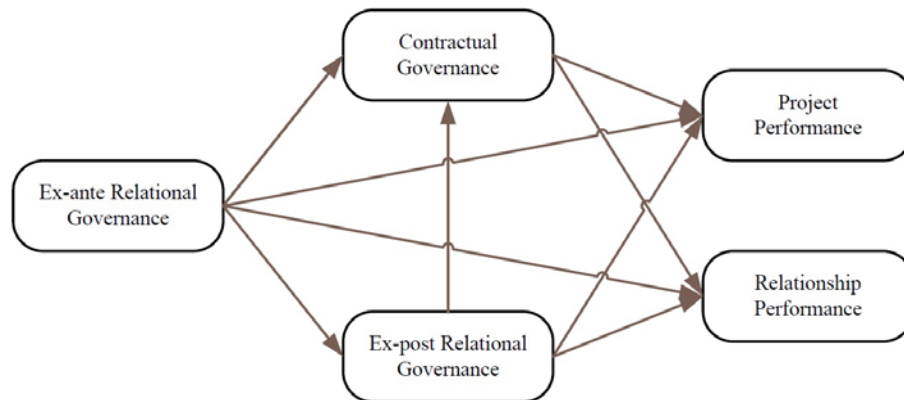 Contractual
Governance
Project
Performance
Ex-ante Relational
Governance
Relationship
Performance
Ex-post Relational
Governance